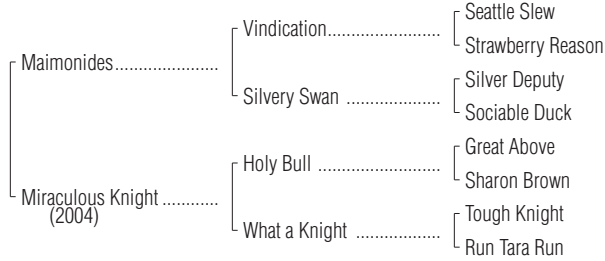 Seattle Slew
Vindication.......................
Strawberry Reason
Maimonides.....................
Silver Deputy
Silvery Swan ...................
Sociable Duck
Great Above
Holy Bull .........................
Sharon Brown
Miraculous Knight ............
(2004)
Tough Knight
What a Knight .................
Run Tara Run